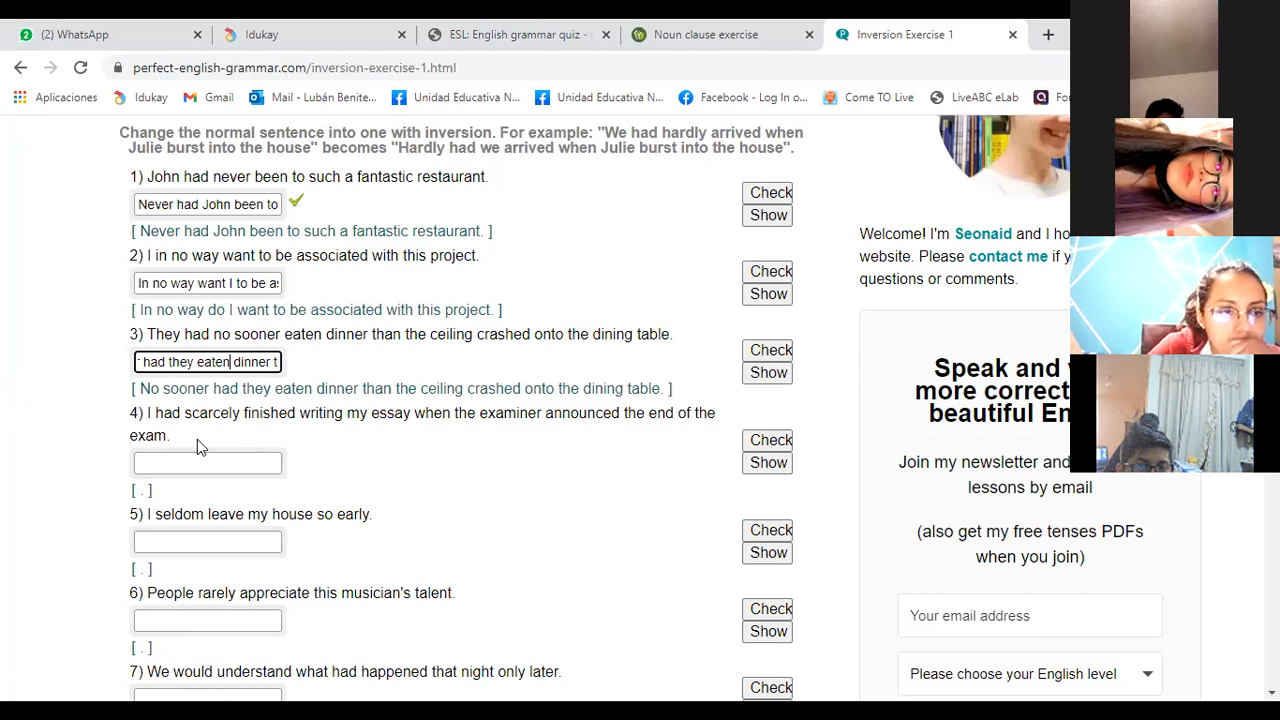 (2) WhatsApp
Idukay
ESL: English grammar quiz -
Noun clause exercise
Inversion Exercise 1
perfect-english-grammar.com/inversion-exercise-1.html
Aplicaciones
Idukay
Gmail
Mail - Lubán Benite...
Unidad Educativa N...
Unidad Educativa N...
Facebook - Log In o...
Come TO Live
LiveABC eLab
Fo
Change the normal sentence into one with inversion. For example: "We had hardly arrived when
Julie burst into the house" becomes "Hardly had we arrived when Julie burst into the house".
1) John had never been to such a fantastic restaurant.
Never had John been to
Check
Show
[ Never had John been to such a fantastic restaurant. ]
2) I in no way want to be associated with this project.
In no way want I to be a
Check
Show
[ In no way do I want to be associated with this project. ]
3) They had no sooner eaten dinner than the ceiling crashed onto the dining table.
had they eaten dinner t
Check
Show
[ No sooner had they eaten dinner than the ceiling crashed onto the dining table. ]
4) I had scarcely finished writing my essay when the examiner announced the end of the
exam.
Check
Show
[ . ]
5) I seldom leave my house so early.
Check
Show
[ . ]
6) People rarely appreciate this musician's talent.
Check
Show
[ . ]
7) We would understand what had happened that night only later.
Check
Welcome! I'm Seonaid and I ho
website. Please contact me if y
questions or comments.
Speak and
more correct
beautiful En
Join my newsletter and
lessons by email
(also get my free tenses PDFs
when you join)
Your email address
Please choose your English level